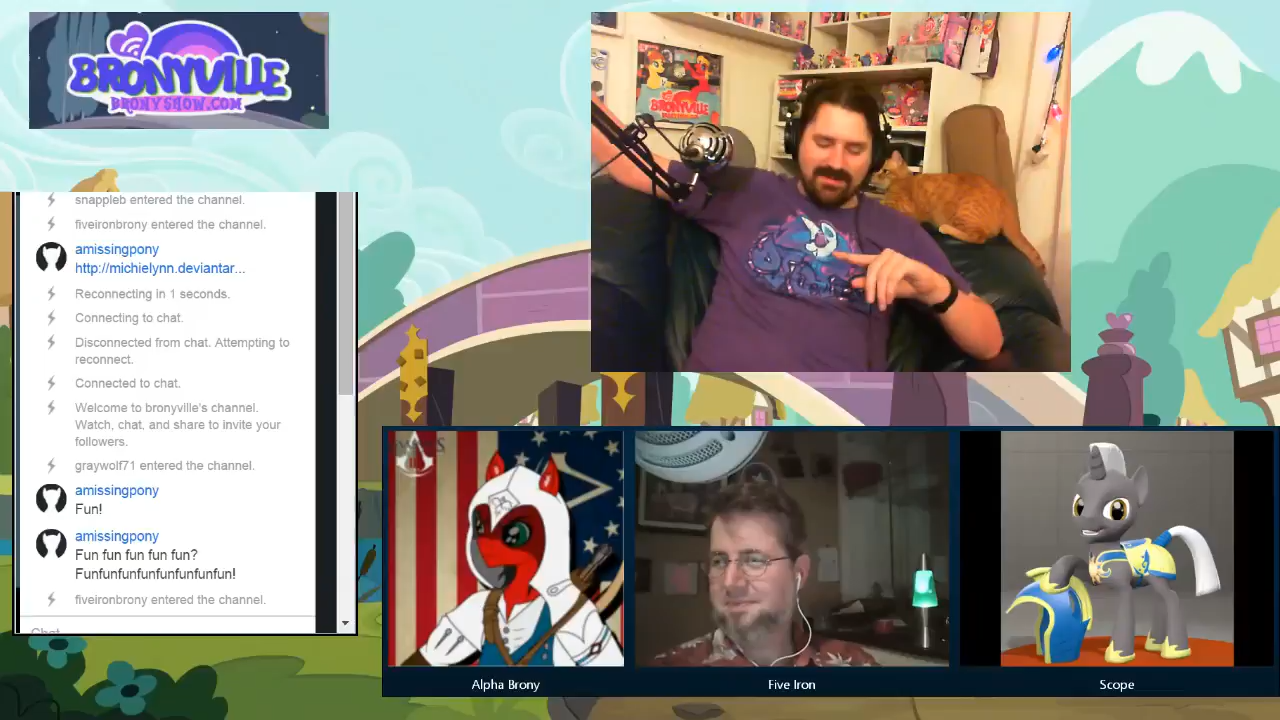 BRONYVILLE
BRONYSHOW.COM
snappleb entered the channel.
fiveironbrony entered the channel.
amissingpony
http://michielynn.deviantar...
Reconnecting in 1 seconds.
Connecting to chat.
Disconnected from chat. Attempting to
reconnect.
Connected to chat.
Welcome to bronyville's channel.
Watch, chat, and share to invite your
followers.
graywolf71 entered the channel.
amissingpony
Fun!
amissingpony
Fun fun fun fun fun?
Funfunfunfunfunfunfunfun!
fiveironbrony entered the channel.
Chat
BRONYVILLE
Alpha Brony
Five Iron
Scope